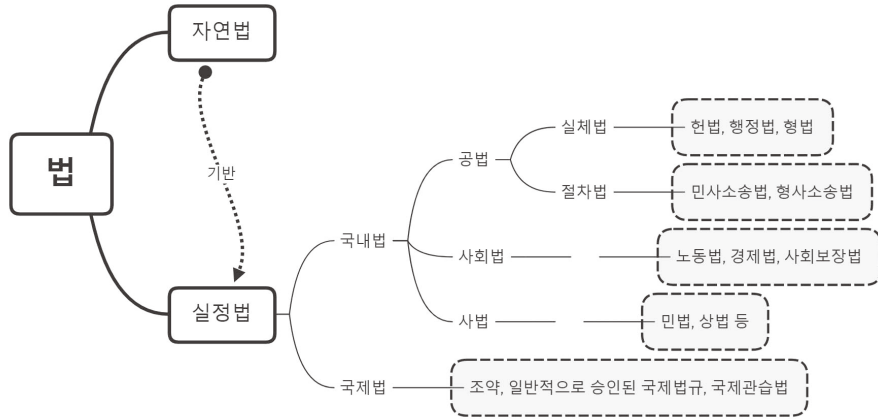 법
자연법
기반
실정법
국내법
공법
실체법
헌법, 행정법, 형법
절차법
민사소송법, 형사소송법
사회법
노동법, 경제법, 사회보장법
사법
민법, 상법 등
국제법
조약, 일반적으로 승인된 국제법규, 국제관습법